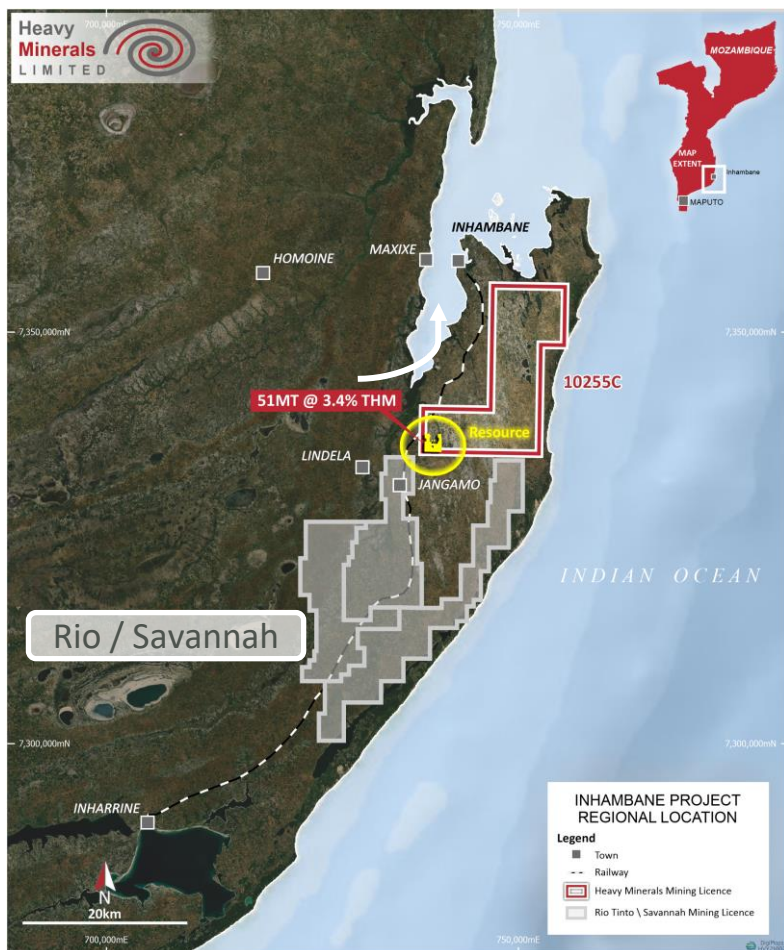 Heavy
Minerals
LIMITED
700,000mE
750,000mE
MOZAMBIQUE
MAP
EXTENT
Inhambane
MAPUTO
INHAMBANE
MAXIXE
HOMOINE
7,350,000mN
7,350,000mN
10255C
51MT @ 3.4% THM
Resource
LINDELA
JANGAMO
INDIAN OCEAN
Rio / Savannah
7,300,000mN
7,300,000mN
INHARRINE
N
20km
700,000mE
750,000mE
INHAMBANE PROJECT
REGIONAL LOCATION
Legend
Town
Railway
Heavy Minerals Mining Licence
Rio Tinto \ Savannah Mining Licence